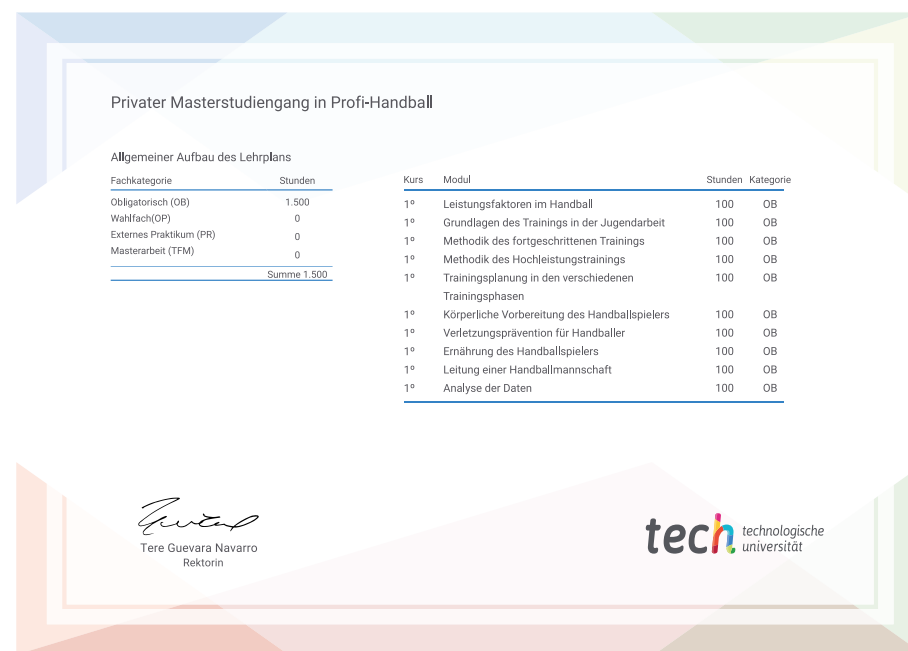 Privater Masterstudiengang in Profi-Handball
Allgemeiner Aufbau des Lehrplans
Fachkategorie Stunden
Obligatorisch (OB) 1.500
Wahlfach(OP) 0
Externes Praktikum (PR) 0
Masterarbeit (TFM) 0
Summe 1.500
Kurs Modul Stunden Kategorie
1º Leistungsfaktoren im Handball 100 OB
1º Grundlagen des Trainings in der Jugendarbeit 100 OB
1º Methodik des fortgeschrittenen Trainings 100 OB
1º Methodik des Hochleistungstrainings 100 OB
1º Trainingsplanung in den verschiedenen 100 OB
Trainingsphasen
1º Körperliche Vorbereitung des Handballspielers 100 OB
1º Verletzungsprävention für Handballer 100 OB
1º Ernährung des Handballspielers 100 OB
1º Leitung einer Handballmannschaft 100 OB
1º Analyse der Daten 100 OB
Tere Guevara Navarro
Rektorin
tech technologische
universität